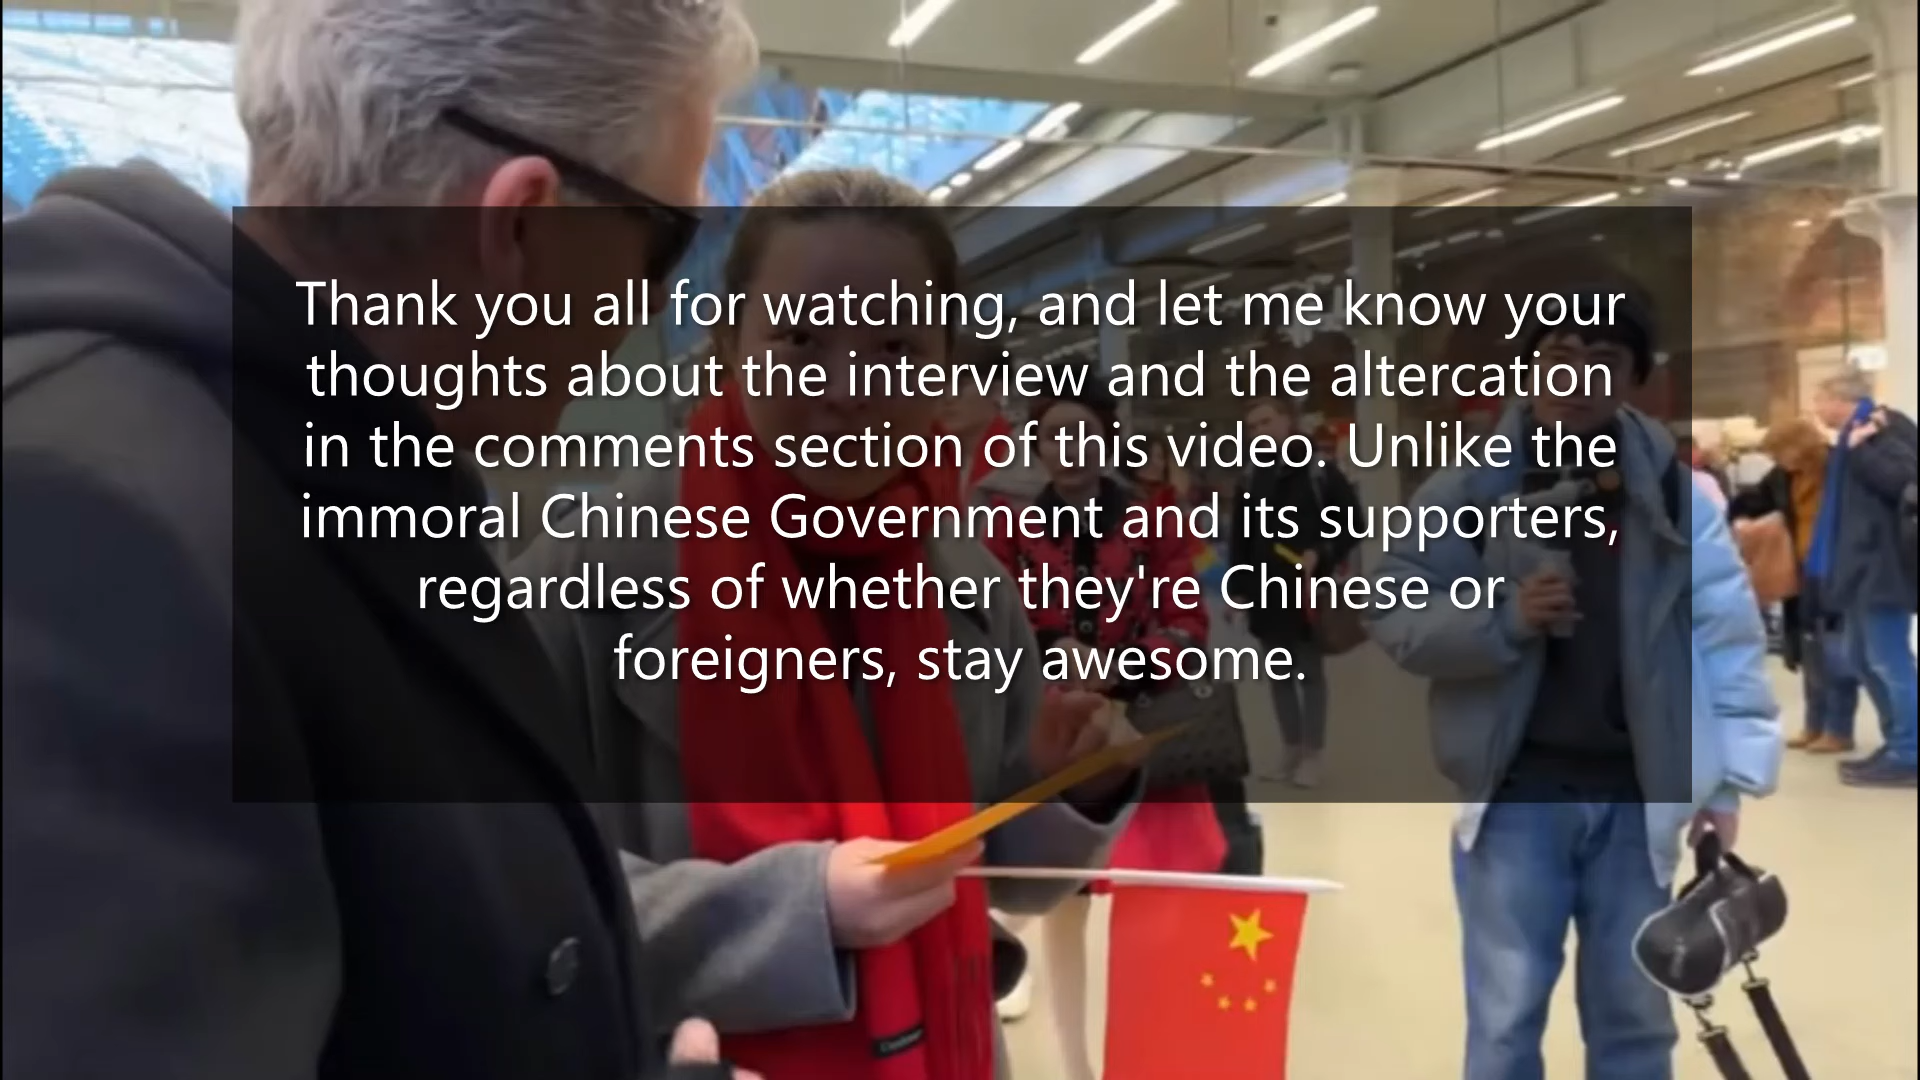 Thank you all for watching, and let me know your
thoughts about the interview and the altercation
in the comments section of this video. Unlike the
immoral Chinese Government and its supporters,
regardless of whether they're Chinese or
foreigners, stay awesome.